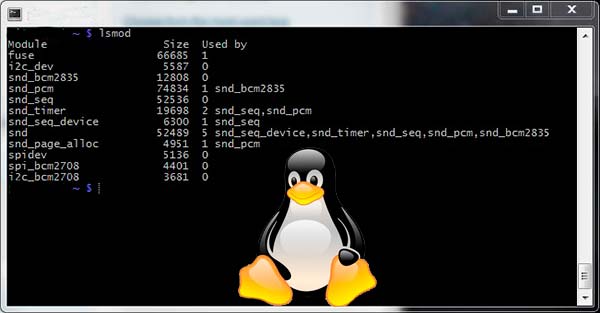 ~ $ lsmod
Module Size Used by
fuse 66685 1
i2c_dev 5587 0
snd_bcm2835 12808 0
snd_pcm 74834 1 snd_bcm2835
snd_seq 52536 0
snd_timer 19698 2 snd_seq,snd_pcm
snd_seq_device 6300 1 snd_seq
snd 52489 5 snd_seq_device,snd_timer,snd_seq,snd_pcm,snd_bcm2835
snd_page_alloc 4951 1 snd_pcm
spidev 5136 0
spi_bcm2708 4401 0
i2c_bcm2708 3681 0
~ $